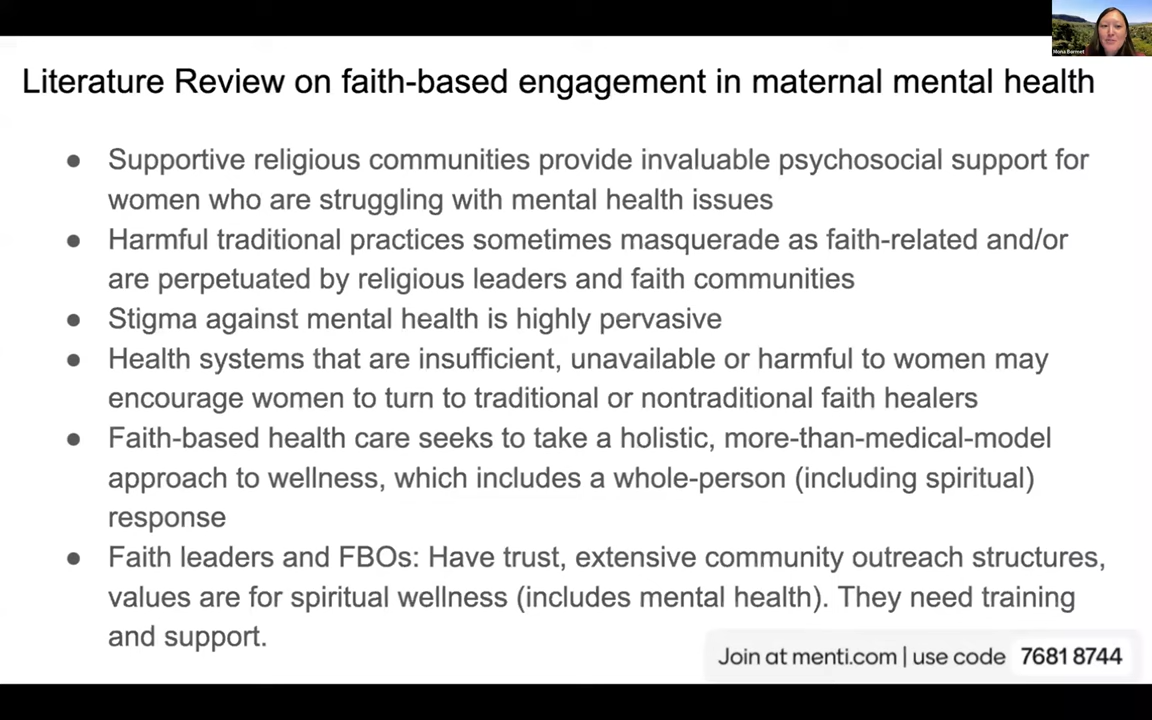 Mona Bormet
Literature Review on faith-based engagement in maternal mental health
● Supportive religious communities provide invaluable psychosocial support for
women who are struggling with mental health issues
● Harmful traditional practices sometimes masquerade as faith-related and/or
are perpetuated by religious leaders and faith communities
● Stigma against mental health is highly pervasive
● Health systems that are insufficient, unavailable or harmful to women may
encourage women to turn to traditional or nontraditional faith healers
● Faith-based health care seeks to take a holistic, more-than-medical-model
approach to wellness, which includes a whole-person (including spiritual)
response
● Faith leaders and FBOs: Have trust, extensive community outreach structures,
values are for spiritual wellness (includes mental health). They need training
and support.
Join at menti.com | use code 7681 8744